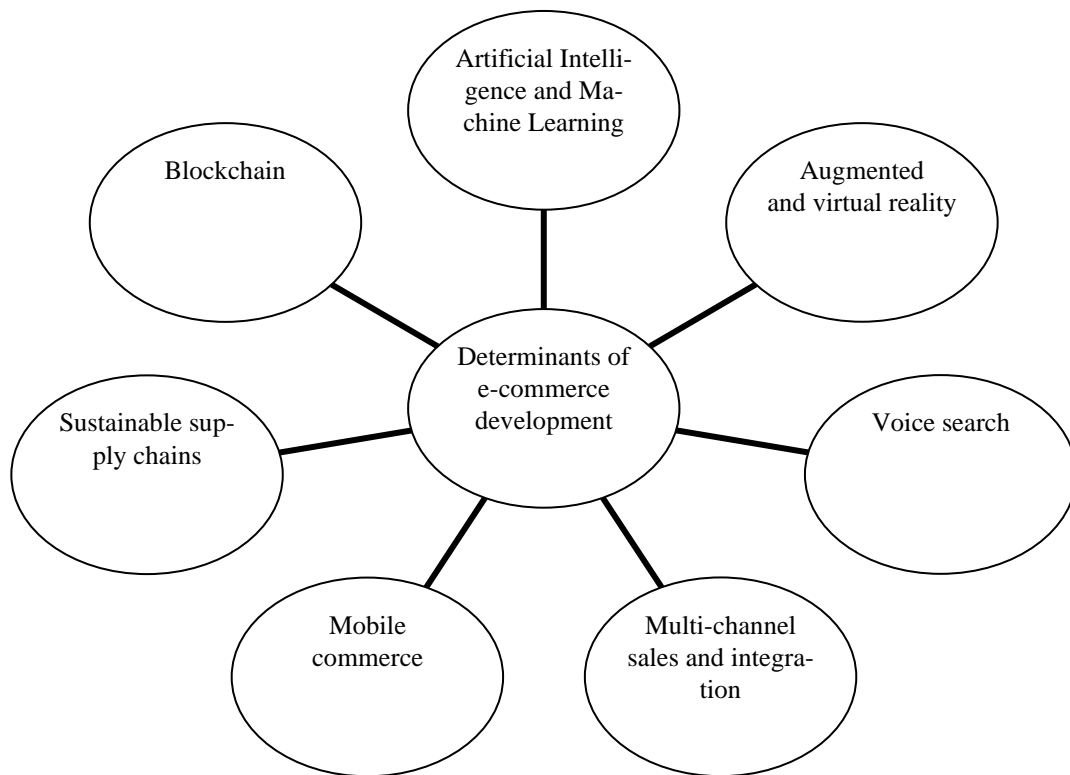 Artificial Intelli-
gence and Ma-
chine Learning
Blockchain
Augmented
and virtual reality
Determinants of
e-commerce
development
Sustainable sup-
ply chains
Voice search
Mobile
commerce
Multi-channel
sales and integra-
tion